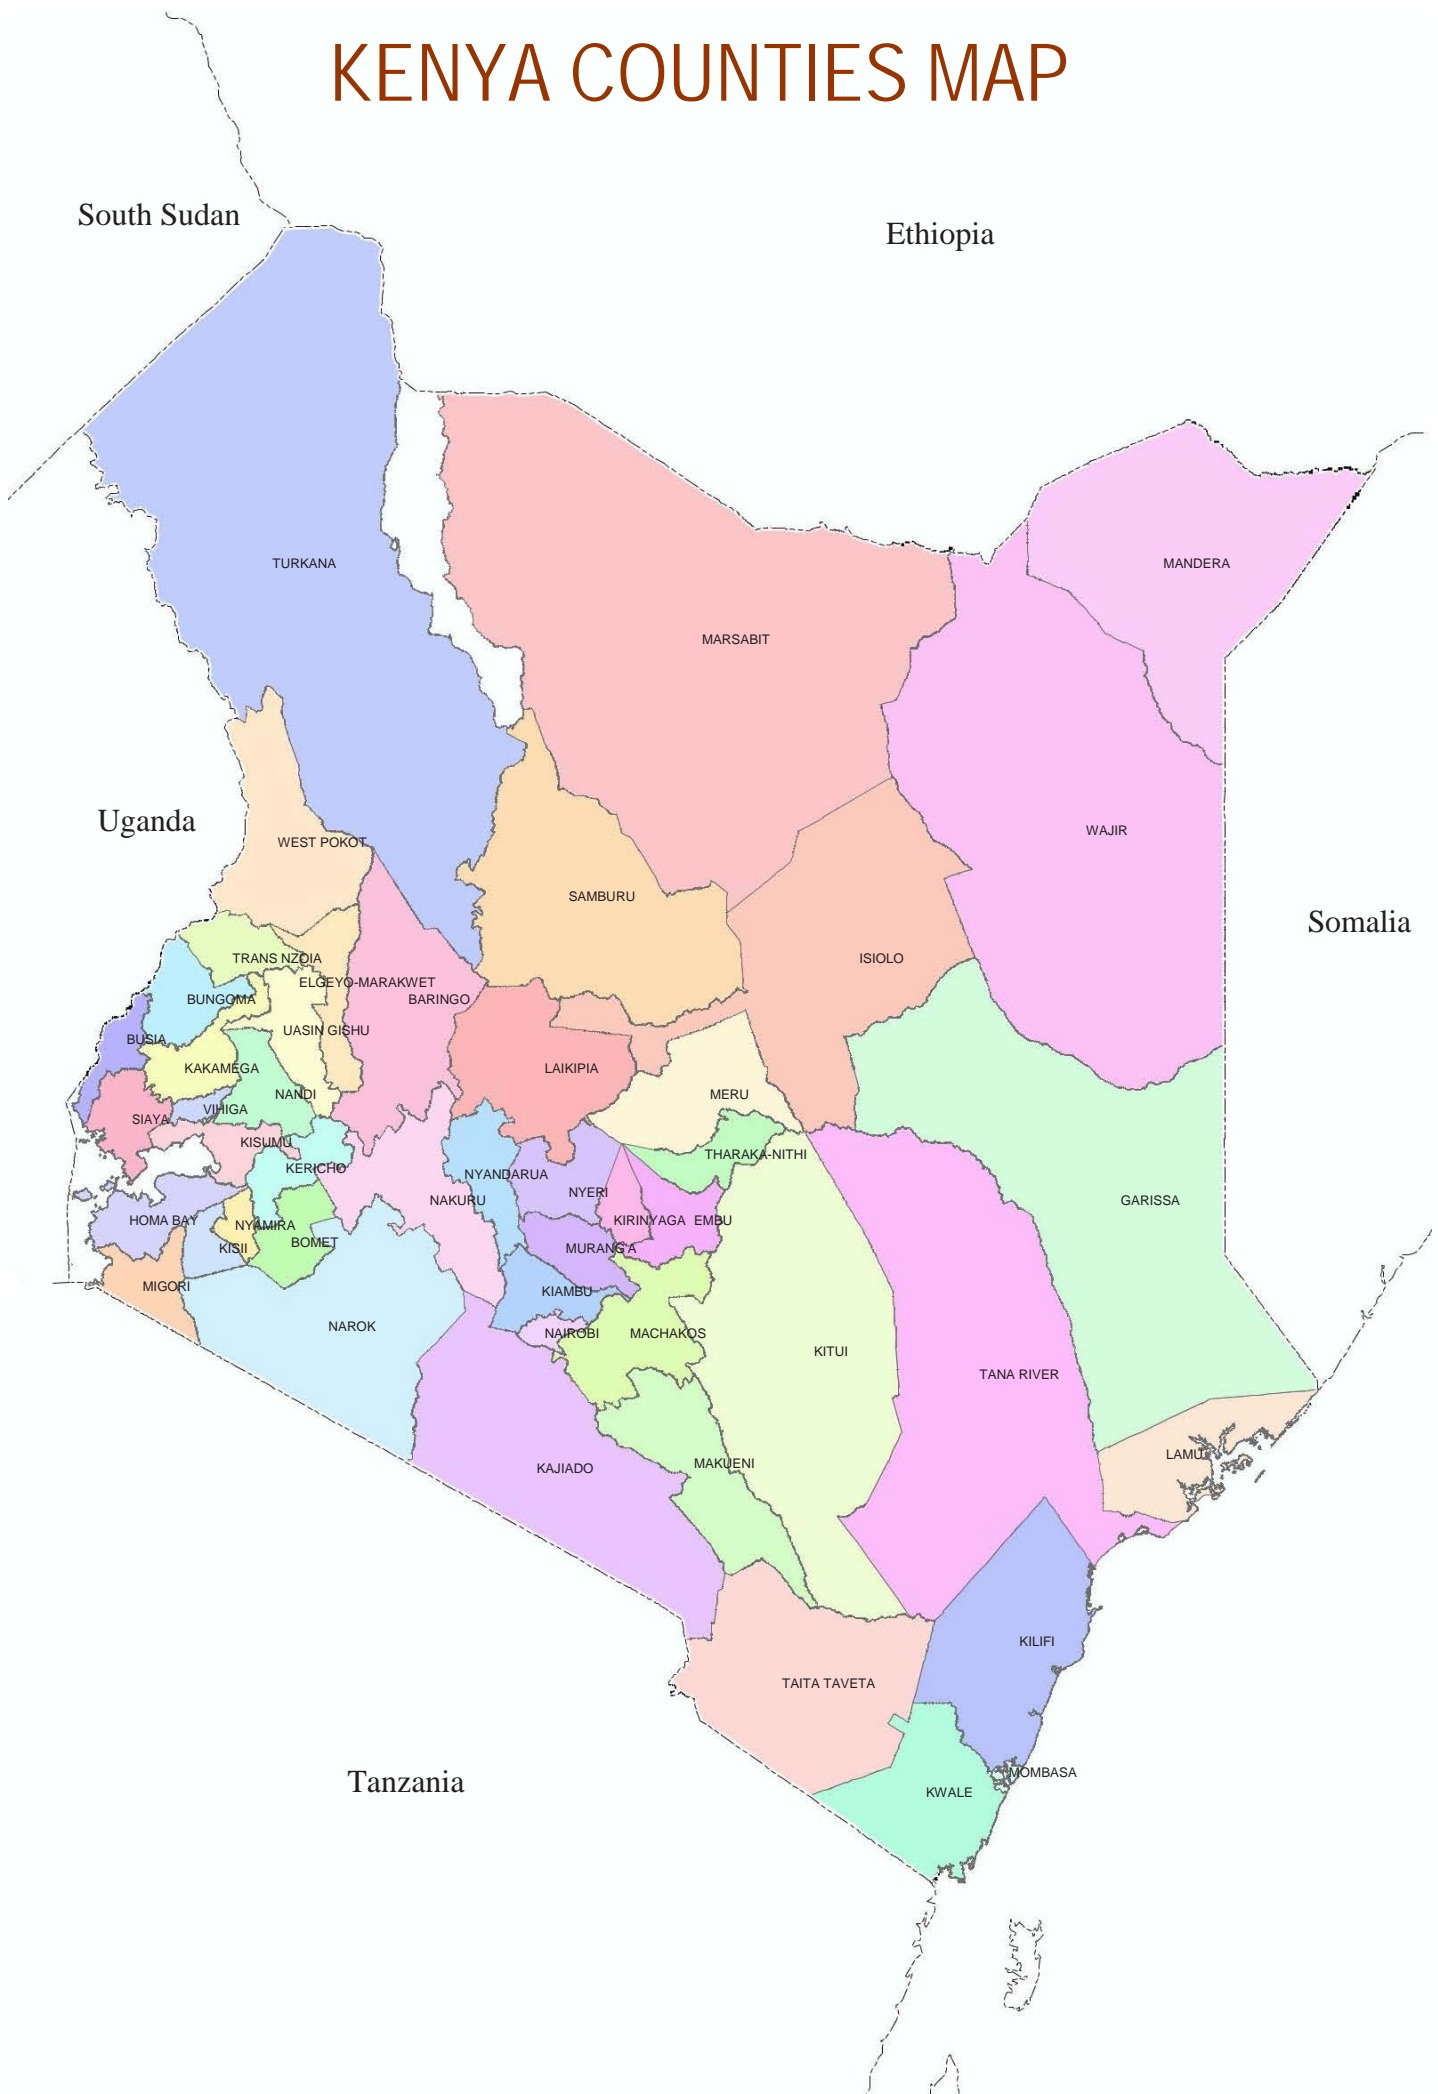 KENYA COUNTIES MAP
South Sudan
Ethiopia
TURKANA
MANDERA
MARSABIT
Uganda
WAJIR
WEST POKOT
SAMBURU
Somalia
TRANS NZOIA
ISIOLO
ELGEYO-MARAKWET
BUNGOMA
BARINGO
UASIN GISHU
BUSIA
KAKAMEGA
LAIKIPIA
NANDI
MERU
VIHIGA
SIAYA
KISUMU
THARAKA-NITHI
KERICHO
NYANDARUA
NYERI
NAKURU
GARISSA
HOMA BAY
NYAMIRA
KIRINYAGA
EMBU
BOMET
KISII
MURANG'A
MIGORI
KIAMBU
NAROK
NAIROBI
MACHAKOS
KITUI
TANA RIVER
LAMU
MAKUENI
KAJIADO
KILIFI
TAITA TAVETA
MOMBASA
Tanzania
KWALE